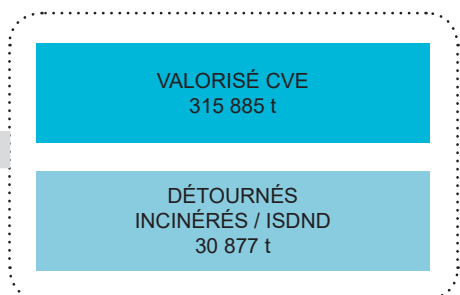 VALORISÉ CVE
315 885 t
DÉTOURNÉS
INCINÉRÉS / ISDND
30 877 t